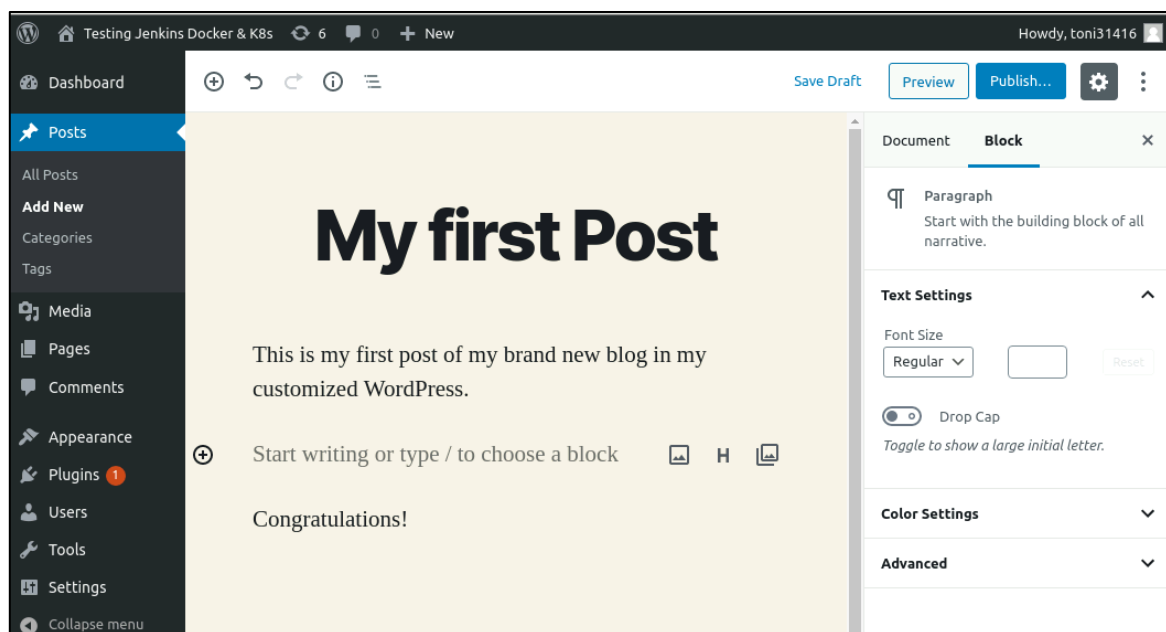 Testing Jenkins Docker & K8s 6 0 New Howdy, toni31416
Dashboard
Posts
All Posts
Add New
Categories
Tags
Media
Pages
Comments
Appearance
Plugins 1
Users
Tools
Settings
Collapse menu
Save Draft Preview Publish...
My first Post
This is my first post of my brand new blog in my
customized WordPress.
Start writing or type / to choose a block H
Congratulations!
Document Block
Paragraph
Start with the building block of all
narrative.
Text Settings
Font Size
Regular Reset
Drop Cap
Toggle to show a large initial letter.
Color Settings
Advanced